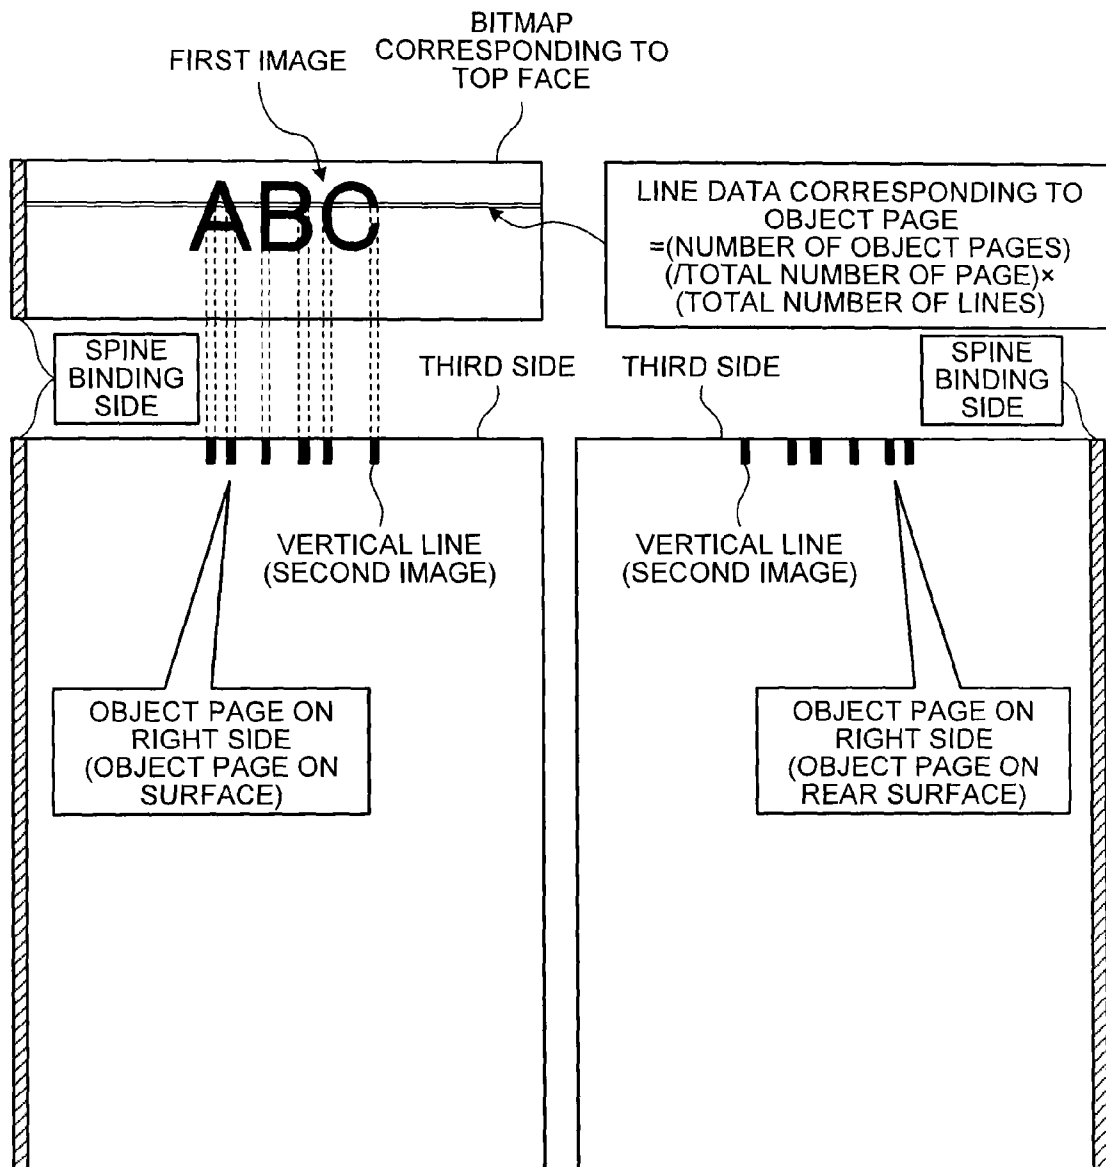 BITMAP
CORRESPONDING TO
TOP FACE
FIRST IMAGE
ABC
LINE DATA CORRESPONDING TO
OBJECT PAGE
=(NUMBER OF OBJECT PAGES)
(/TOTAL NUMBER OF PAGE)×
(TOTAL NUMBER OF LINES)
SPINE
BINDING
SIDE
THIRD SIDE
THIRD SIDE
SPINE
BINDING
SIDE
VERTICAL LINE
(SECOND IMAGE)
VERTICAL LINE
(SECOND IMAGE)
OBJECT PAGE ON
RIGHT SIDE
(OBJECT PAGE ON
SURFACE)
OBJECT PAGE ON
RIGHT SIDE
(OBJECT PAGE ON
REAR SURFACE)